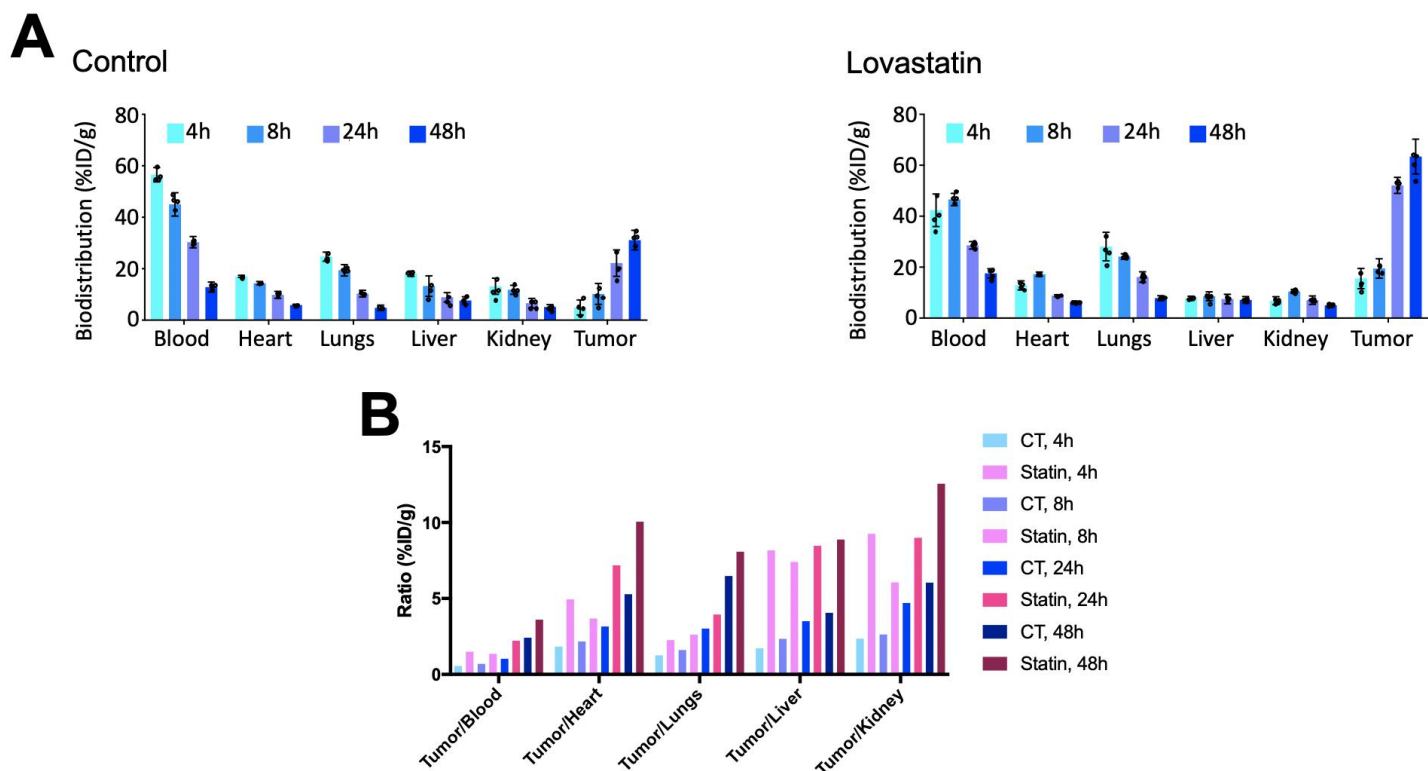 A
Control
Biodistribution (%ID/g)
80
60
40
20
0
4h 8h 24h 48h
Blood Heart Lungs Liver Kidney Tumor
Lovastatin
Biodistribution (%ID/g)
80
60
40
20
0
4h 8h 24h 48h
Blood Heart Lungs Liver Kidney Tumor
B
Ratio (%ID/g)
15
10
5
0
Tumor/Blood
Tumor/Heart
Tumor/Lungs
Tumor/Liver
Tumor/Kidney
CT, 4h
Statin, 4h
CT, 8h
Statin, 8h
CT, 24h
Statin, 24h
CT, 48h
Statin, 48h